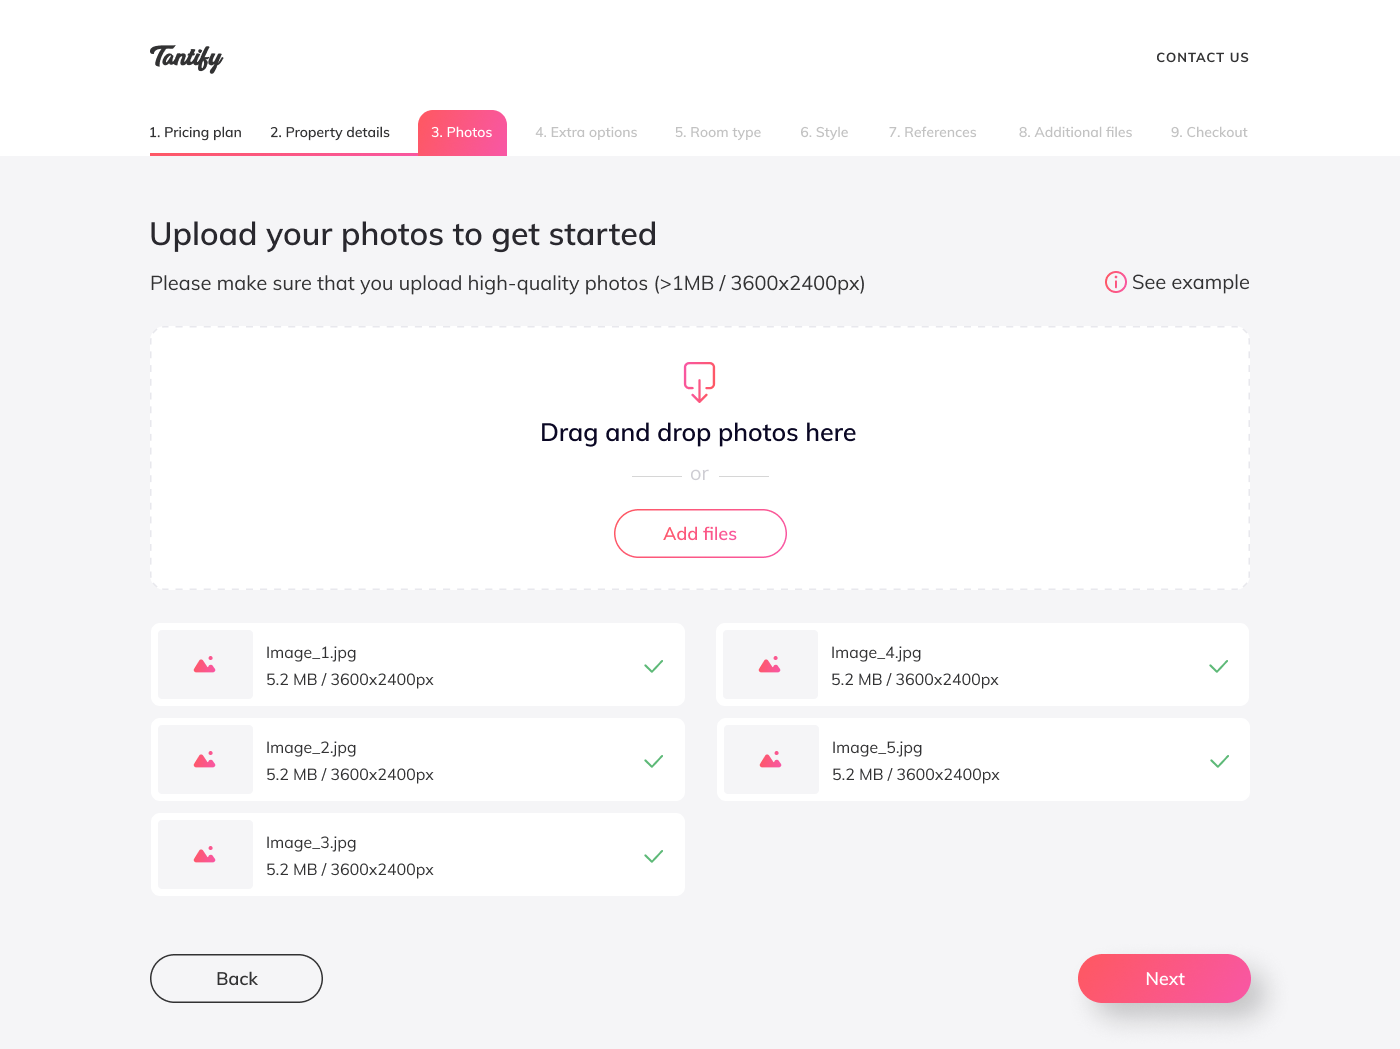 Tantify
CONTACT US
1. Pricing plan
2. Property details
3. Photos
4. Extra options
5. Room type
6. Style
7. References
8. Additional files
9. Checkout
Upload your photos to get started
Please make sure that you upload high-quality photos (>1MB / 3600x2400px)
See example
Drag and drop photos here
or
Add files
Image_1.jpg
5.2 MB / 3600x2400px
Image_4.jpg
5.2 MB / 3600x2400px
Image_2.jpg
5.2 MB / 3600x2400px
Image_5.jpg
5.2 MB / 3600x2400px
Image_3.jpg
5.2 MB / 3600x2400px
Back
Next